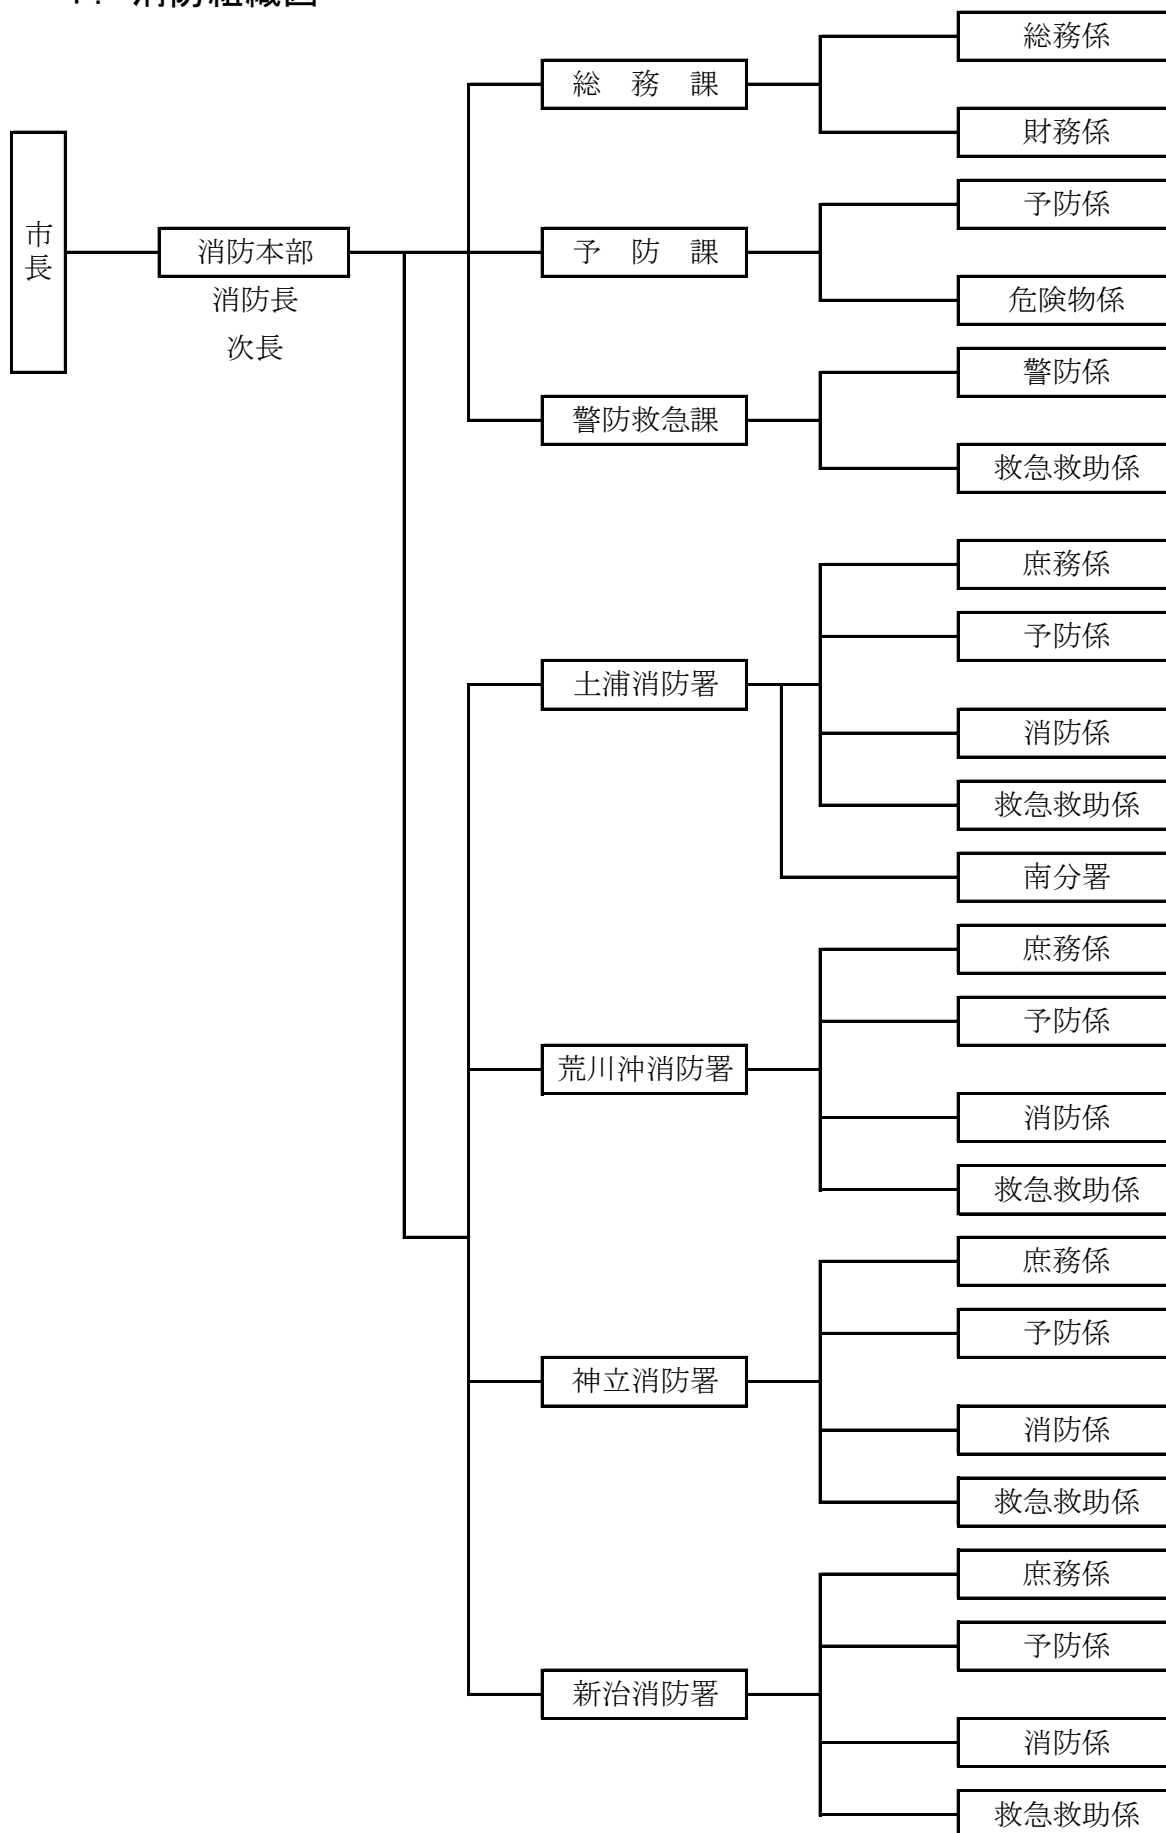 消防組織図
総務係
総 務 課
財務係
市長
消防本部
消防長
次長
予防係
予 防 課
危険物係
警防係
警防救急課
救急救助係
庶務係
予防係
土浦消防署
消防係
救急救助係
南分署
庶務係
予防係
荒川沖消防署
消防係
救急救助係
庶務係
予防係
神立消防署
消防係
救急救助係
庶務係
予防係
新治消防署
消防係
救急救助係